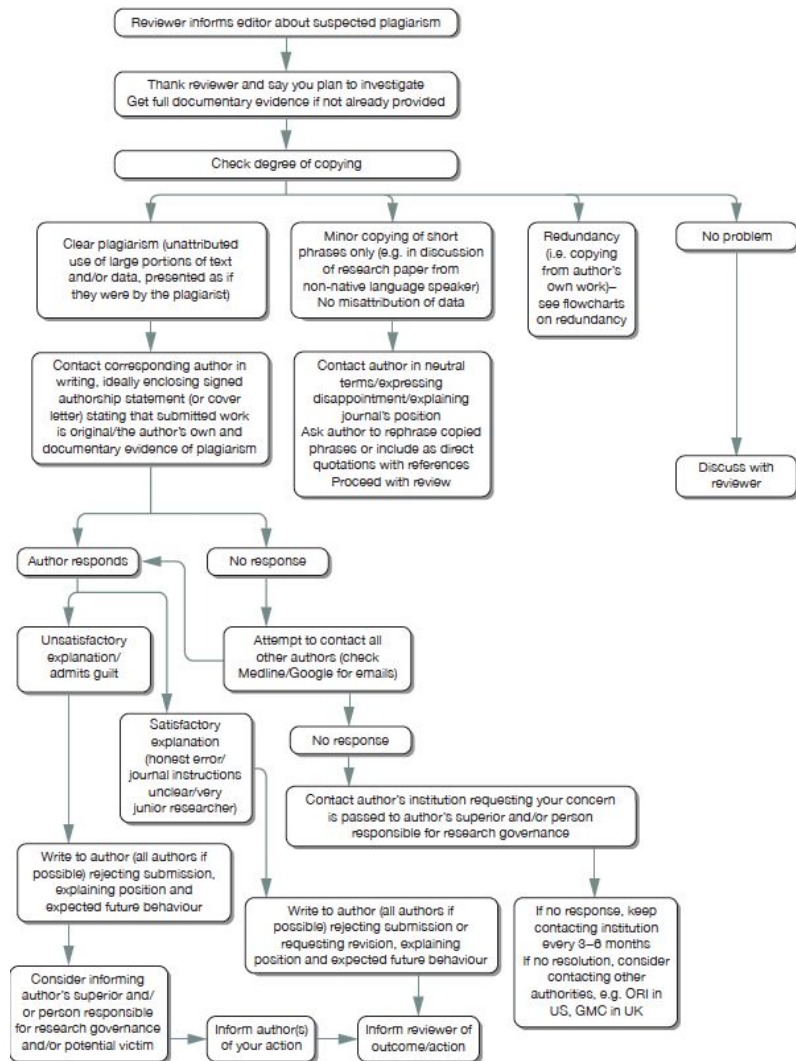 Reviewer informs editor about suspected plagiarism
Thank reviewer and say you plan to investigate
Get full documentary evidence if not already provided
Check degree of copying
Clear plagiarism (unattributed
use of large portions of text
and/or data, presented as if
they were by the plagiarist)
Minor copying of short
phrases only (e.g. in discussion
of research paper from
non-native language speaker)
No misattribution of data
Redundancy
(i.e. copying
from author's
own work)–
see flowcharts
on redundancy
No problem
Contact corresponding author in
writing, ideally enclosing signed
authorship statement (or cover
letter) stating that submitted work
is original/the author's own and
documentary evidence of plagiarism
Contact author in neutral
terms/expressing
disappointment/explaining
journal's position
Ask author to rephrase copied
phrases or include as direct
quotations with references
Proceed with review
Discuss with
reviewer
Author responds
No response
Unsatisfactory
explanation/
admits guilt
Attempt to contact all
other authors (check
Medline/Google for emails)
Satisfactory
explanation
(honest error/
journal instructions
unclear/very
junior researcher)
No response
Contact author's institution requesting your concern
is passed to author's superior and/or person
responsible for research governance
Write to author (all authors if
possible) rejecting submission,
explaining position and
expected future behaviour
Write to author (all authors if
possible) rejecting submission or
requesting revision, explaining
position and expected future behaviour
If no response, keep
contacting institution
every 3–6 months
If no resolution, consider
contacting other
authorities, e.g. ORI in
US, GMC in UK
Consider informing
author's superior and/
or person responsible
for research governance
and/or potential victim
Inform author(s)
of your action
Inform reviewer of
outcome/action